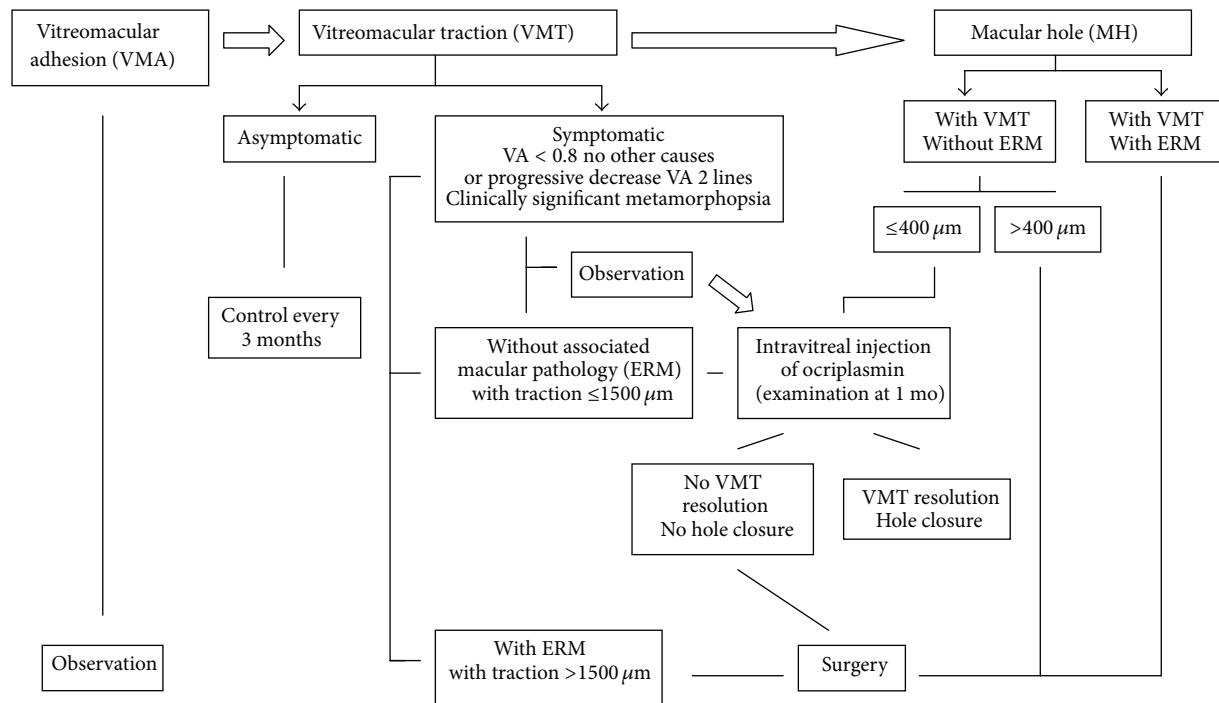 Vitreomacular
adhesion (VMA)
Vitreomacular traction (VMT)
Macular hole (MH)
Asymptomatic
Symptomatic
VA < 0.8 no other causes
or progressive decrease VA 2 lines
Clinically significant metamorphopsia
With VMT
Without ERM
With VMT
With ERM
≤400 µm
>400 µm
Observation
Control every
3 months
Without associated
macular pathology (ERM)
with traction ≤1500 µm
Intravitreal injection
of ocriplasmin
(examination at 1 mo)
No VMT
resolution
No hole closure
VMT resolution
Hole closure
Observation
With ERM
with traction >1500 µm
Surgery